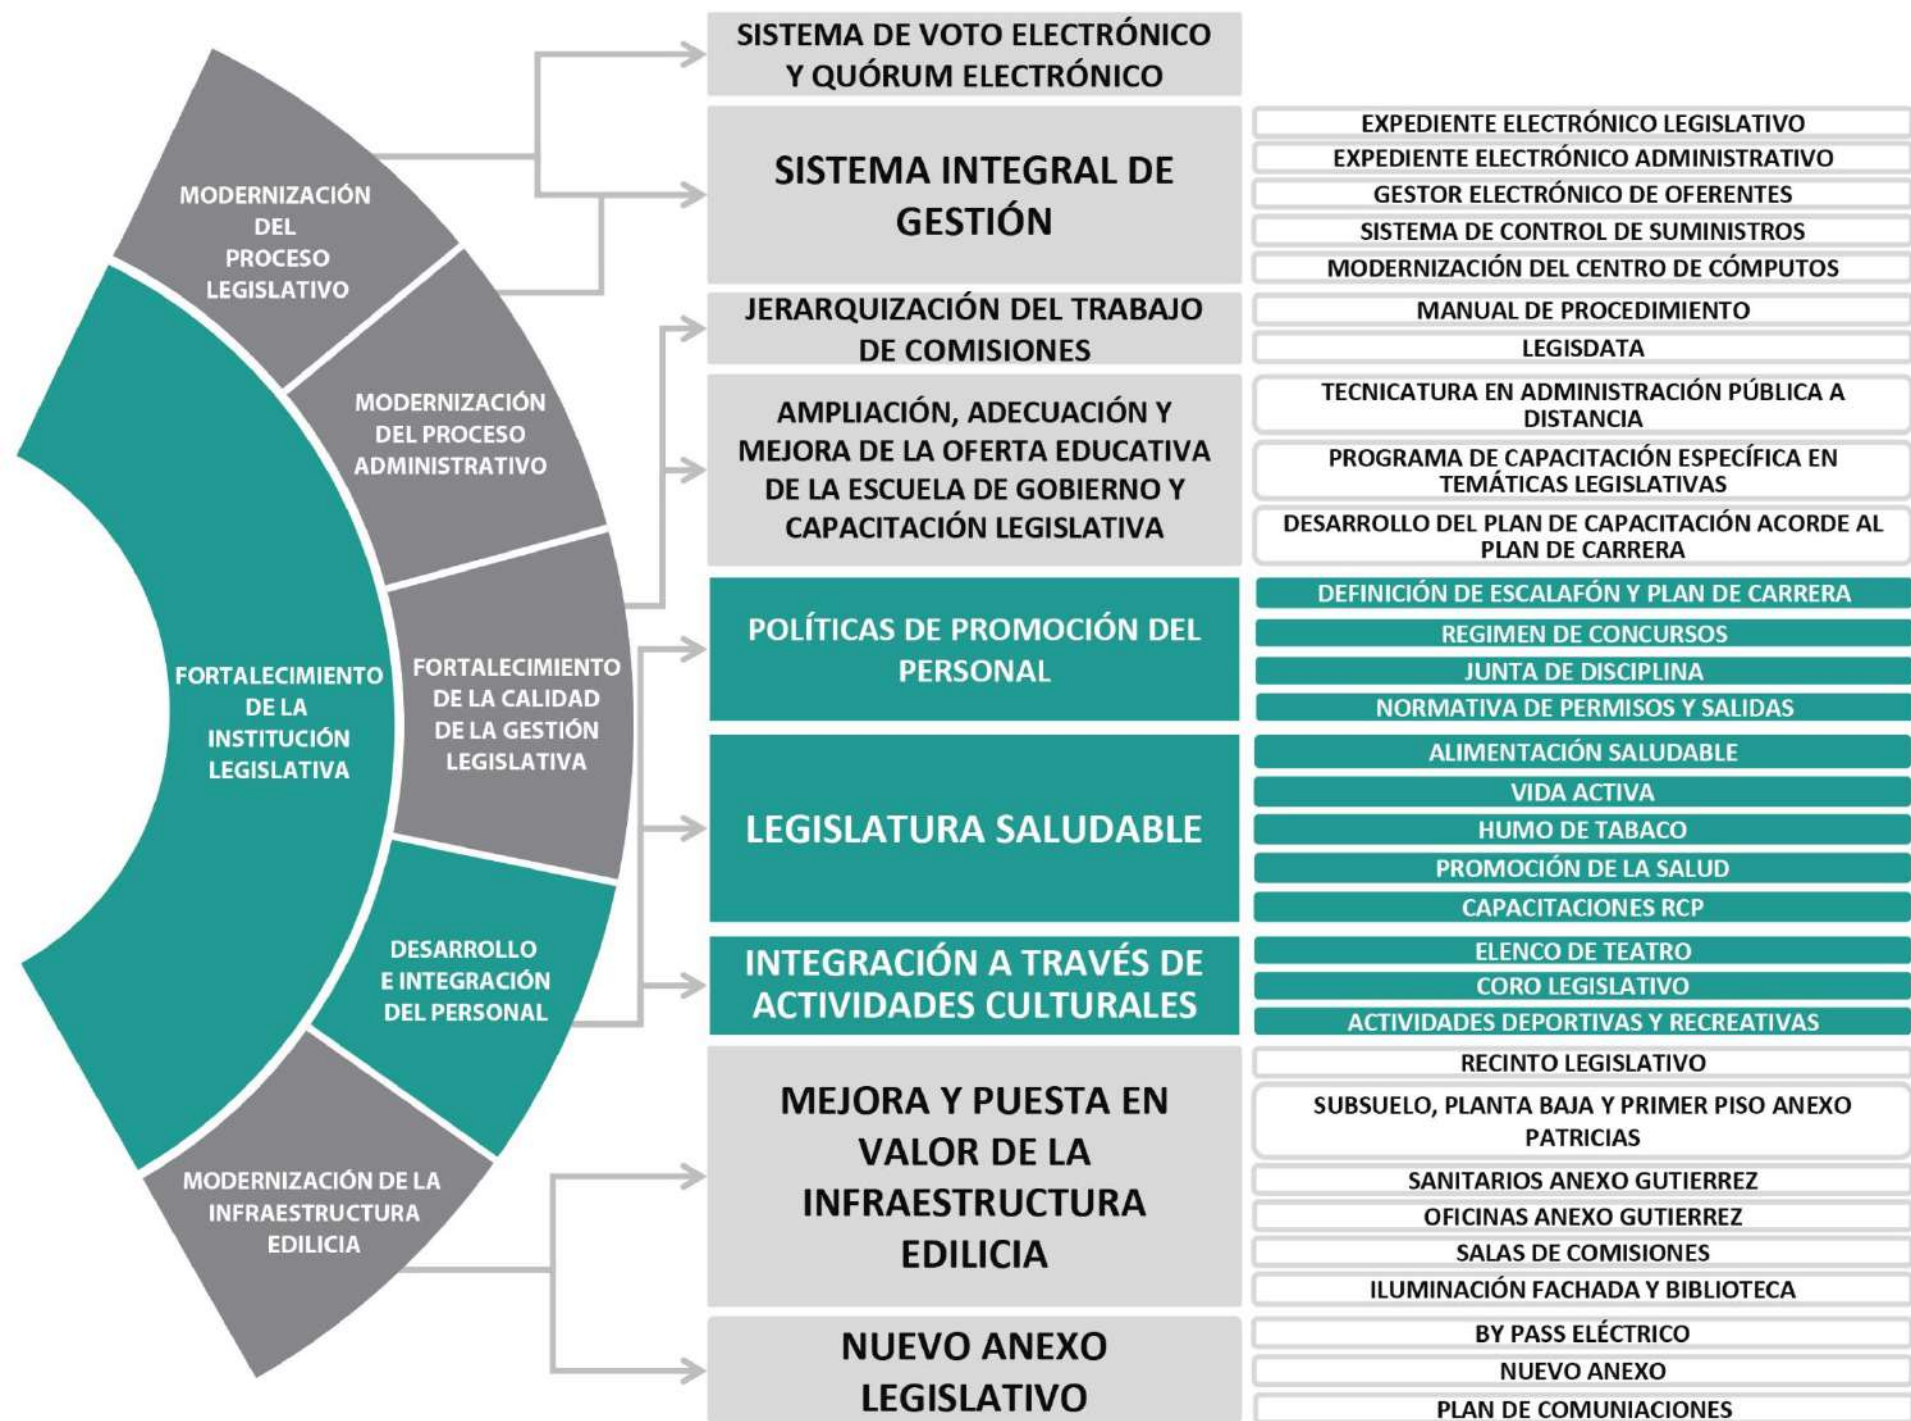 MODERNIZACIÓN
DEL
PROCESO
LEGISLATIVO
MODERNIZACIÓN
DEL PROCESO
ADMINISTRATIVO
FORTALECIMIENTO
DE LA
INSTITUCIÓN
LEGISLATIVA
FORTALECIMIENTO
DE LA CALIDAD
DE LA GESTIÓN
LEGISLATIVA
DESARROLLO
E INTEGRACIÓN
DEL PERSONAL
MODERNIZACIÓN DE LA
INFRAESTRUCTURA
EDILICIA
SISTEMA DE VOTO ELECTRÓNICO
Y QUÓRUM ELECTRÓNICO
SISTEMA INTEGRAL DE
GESTIÓN
EXPEDIENTE ELECTRÓNICO LEGISLATIVO
EXPEDIENTE ELECTRÓNICO ADMINISTRATIVO
GESTOR ELECTRÓNICO DE OFERENTES
SISTEMA DE CONTROL DE SUMINISTROS
MODERNIZACIÓN DEL CENTRO DE CÓMPUTOS
JERARQUIZACIÓN DEL TRABAJO
DE COMISIONES
MANUAL DE PROCEDIMIENTO
LEGISDATA
AMPLIACIÓN, ADECUACIÓN Y
MEJORA DE LA OFERTA EDUCATIVA
DE LA ESCUELA DE GOBIERNO Y
CAPACITACIÓN LEGISLATIVA
TECNICATURA EN ADMINISTRACIÓN PÚBLICA A
DISTANCIA
PROGRAMA DE CAPACITACIÓN ESPECÍFICA EN
TEMÁTICAS LEGISLATIVAS
DESARROLLO DEL PLAN DE CAPACITACIÓN ACORDE AL
PLAN DE CARRERA
POLÍTICAS DE PROMOCIÓN DEL
PERSONAL
DEFINICIÓN DE ESCALAFÓN Y PLAN DE CARRERA
REGIMEN DE CONCURSOS
JUNTA DE DISCIPLINA
NORMATIVA DE PERMISOS Y SALIDAS
LEGISLATURA SALUDABLE
ALIMENTACIÓN SALUDABLE
VIDA ACTIVA
HUMO DE TABACO
PROMOCIÓN DE LA SALUD
CAPACITACIONES RCP
INTEGRACIÓN A TRAVÉS DE
ACTIVIDADES CULTURALES
ELENCO DE TEATRO
CORO LEGISLATIVO
ACTIVIDADES DEPORTIVAS Y RECREATIVAS
MEJORA Y PUESTA EN
VALOR DE LA
INFRAESTRUCTURA
EDILICIA
RECINTO LEGISLATIVO
SUBSUELO, PLANTA BAJA Y PRIMER PISO ANEXO
PATRICIAS
SANITARIOS ANEXO GUTIERREZ
OFICINAS ANEXO GUTIERREZ
SALAS DE COMISIONES
ILUMINACIÓN FACHADA Y BIBLIOTECA
NUEVO ANEXO
LEGISLATIVO
BY PASS ELÉCTRICO
NUEVO ANEXO
PLAN DE COMUNIACIONES